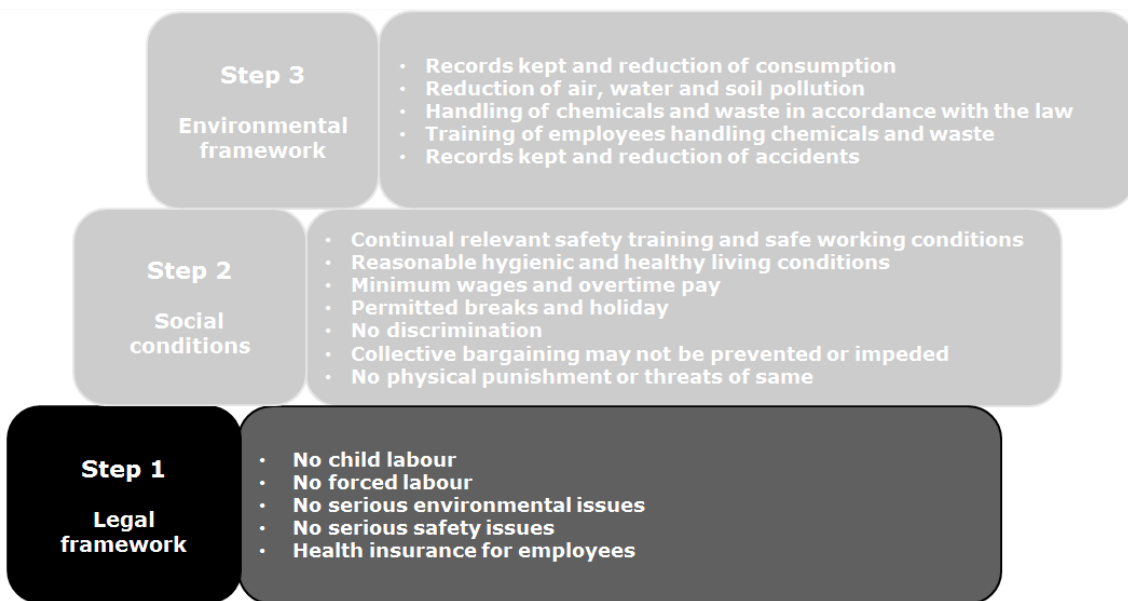 Step 3
Environmental
framework
• Records kept and reduction of consumption
• Reduction of air, water and soil pollution
• Handling of chemicals and waste in accordance with the law
• Training of employees handling chemicals and waste
• Records kept and reduction of accidents
Step 2
Social
conditions
• Continual relevant safety training and safe working conditions
• Reasonable hygienic and healthy living conditions
• Minimum wages and overtime pay
• Permitted breaks and holiday
• No discrimination
• Collective bargaining may not be prevented or impeded
• No physical punishment or threats of same
Step 1
Legal
framework
• No child labour
• No forced labour
• No serious environmental issues
• No serious safety issues
• Health insurance for employees